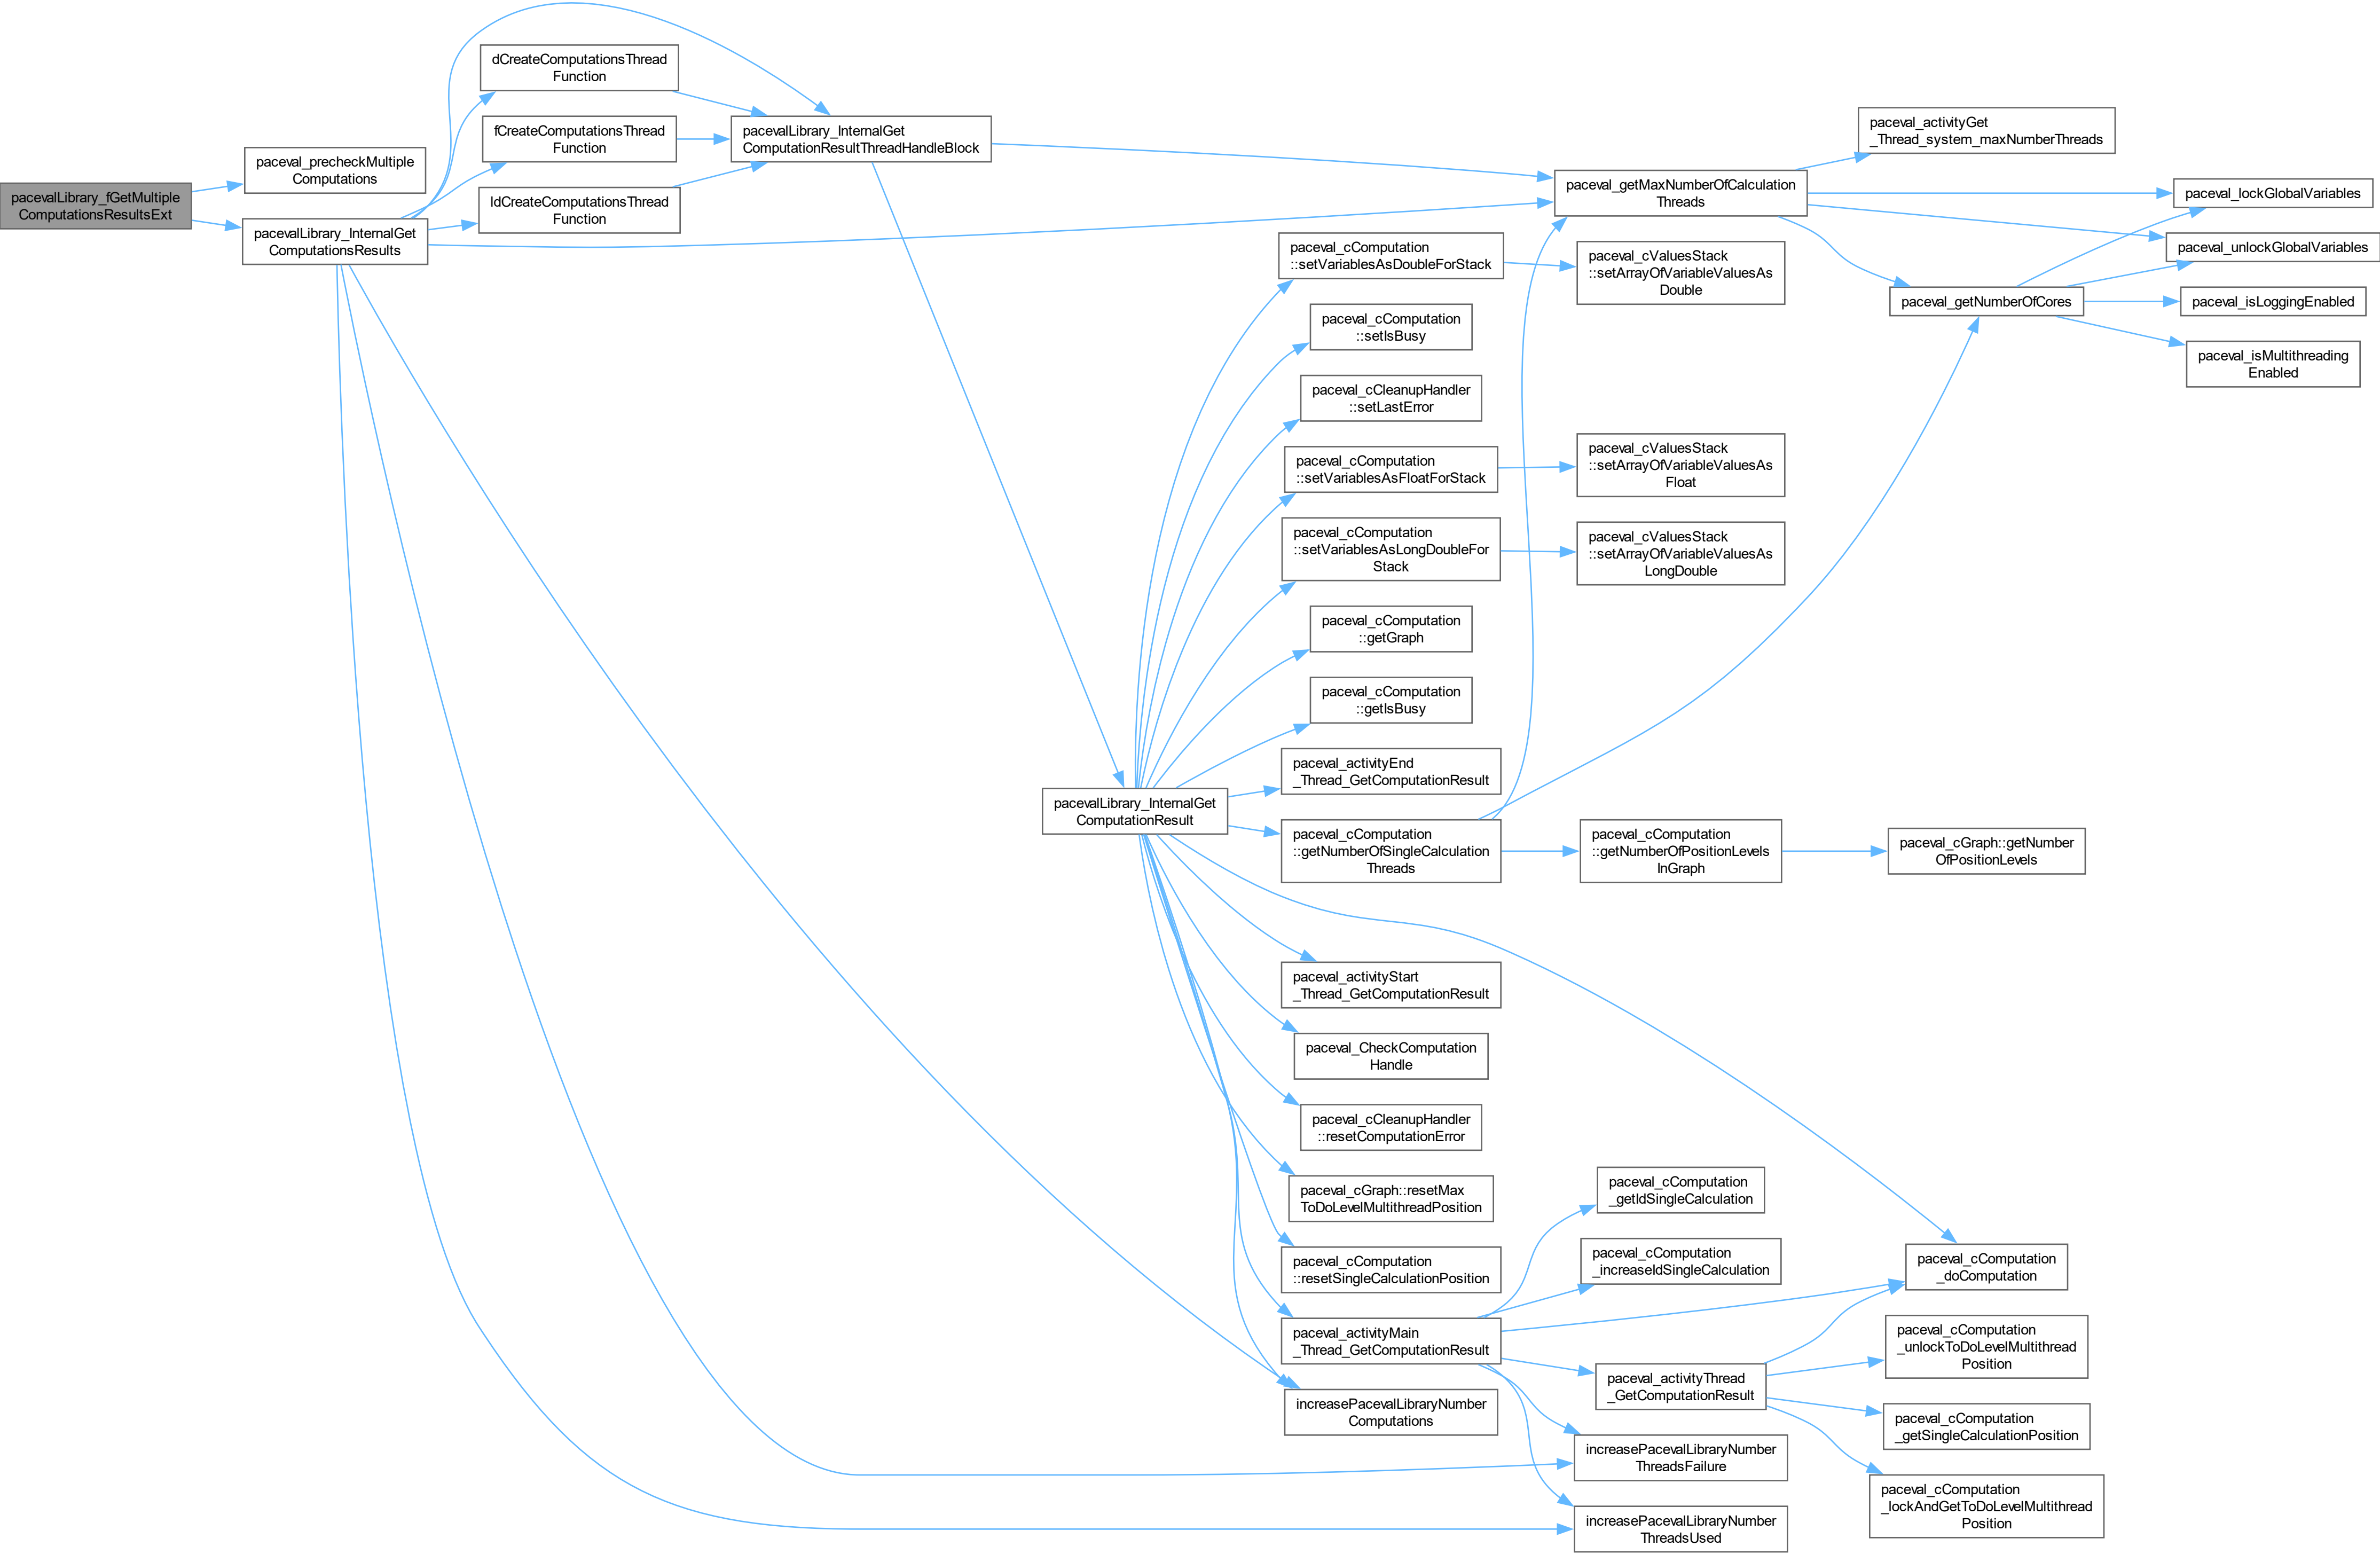 pacevalLibrary_fGetMultiple
ComputationsResultsExt
paceval_precheckMultiple
Computations
pacevalLibrary_InternalGet
ComputationsResults
dCreateComputationsThread
Function
fCreateComputationsThread
Function
ldCreateComputationsThread
Function
pacevalLibrary_InternalGet
ComputationResultThreadHandleBlock
pacevalLibrary_InternalGet
ComputationResult
paceval_cComputation
::setVariablesAsDoubleForStack
paceval_cComputation
::setIsBusy
paceval_cCleanupHandler
::setLastError
paceval_cComputation
::setVariablesAsFloatForStack
paceval_cComputation
::setVariablesAsLongDoubleFor
Stack
paceval_cComputation
::getGraph
paceval_cComputation
::getIsBusy
paceval_activityEnd
_Thread_GetComputationResult
paceval_cComputation
::getNumberOfSingleCalculation
Threads
paceval_activityStart
_Thread_GetComputationResult
paceval_CheckComputation
Handle
paceval_cCleanupHandler
::resetComputationError
paceval_cGraph::resetMax
ToDoLevelMultithreadPosition
paceval_cComputation
::resetSingleCalculationPosition
paceval_activityMain
_Thread_GetComputationResult
increasePacevalLibraryNumber
Computations
paceval_getMaxNumberOfCalculation
Threads
paceval_cValuesStack
::setArrayOfVariableValuesAs
Double
paceval_cValuesStack
::setArrayOfVariableValuesAs
Float
paceval_cValuesStack
::setArrayOfVariableValuesAs
LongDouble
paceval_cComputation
::getNumberOfPositionLevels
InGraph
paceval_cComputation
_getIdSingleCalculation
paceval_cComputation
_increaseIdSingleCalculation
paceval_activityThread
_GetComputationResult
increasePacevalLibraryNumber
ThreadsFailure
increasePacevalLibraryNumber
ThreadsUsed
paceval_activityGet
_Thread_system_maxNumberThreads
paceval_getNumberOfCores
paceval_cGraph::getNumber
OfPositionLevels
paceval_cComputation
_doComputation
paceval_cComputation
_unlockToDoLevelMultithread
Position
paceval_cComputation
_getSingleCalculationPosition
paceval_cComputation
_lockAndGetToDoLevelMultithread
Position
paceval_lockGlobalVariables
paceval_unlockGlobalVariables
paceval_isLoggingEnabled
paceval_isMultithreading
Enabled